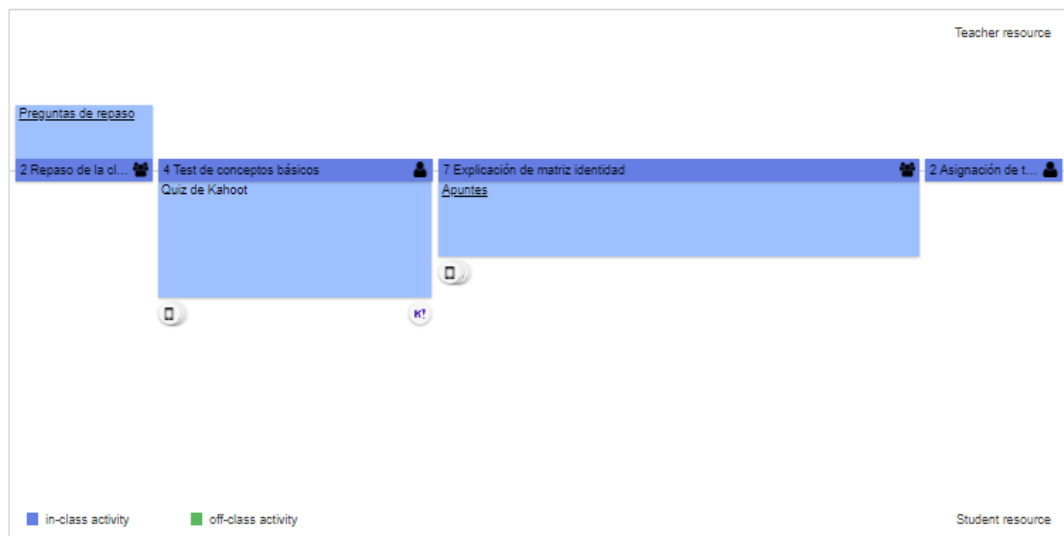 Teacher resource
Preguntas de repaso
2 Repaso de la cl...
4 Test de conceptos básicos
7 Explicación de matriz identidad
2 Asignación de t...
Quiz de Kahoot
Apuntes
K!
in-class activity
off-class activity
Student resource